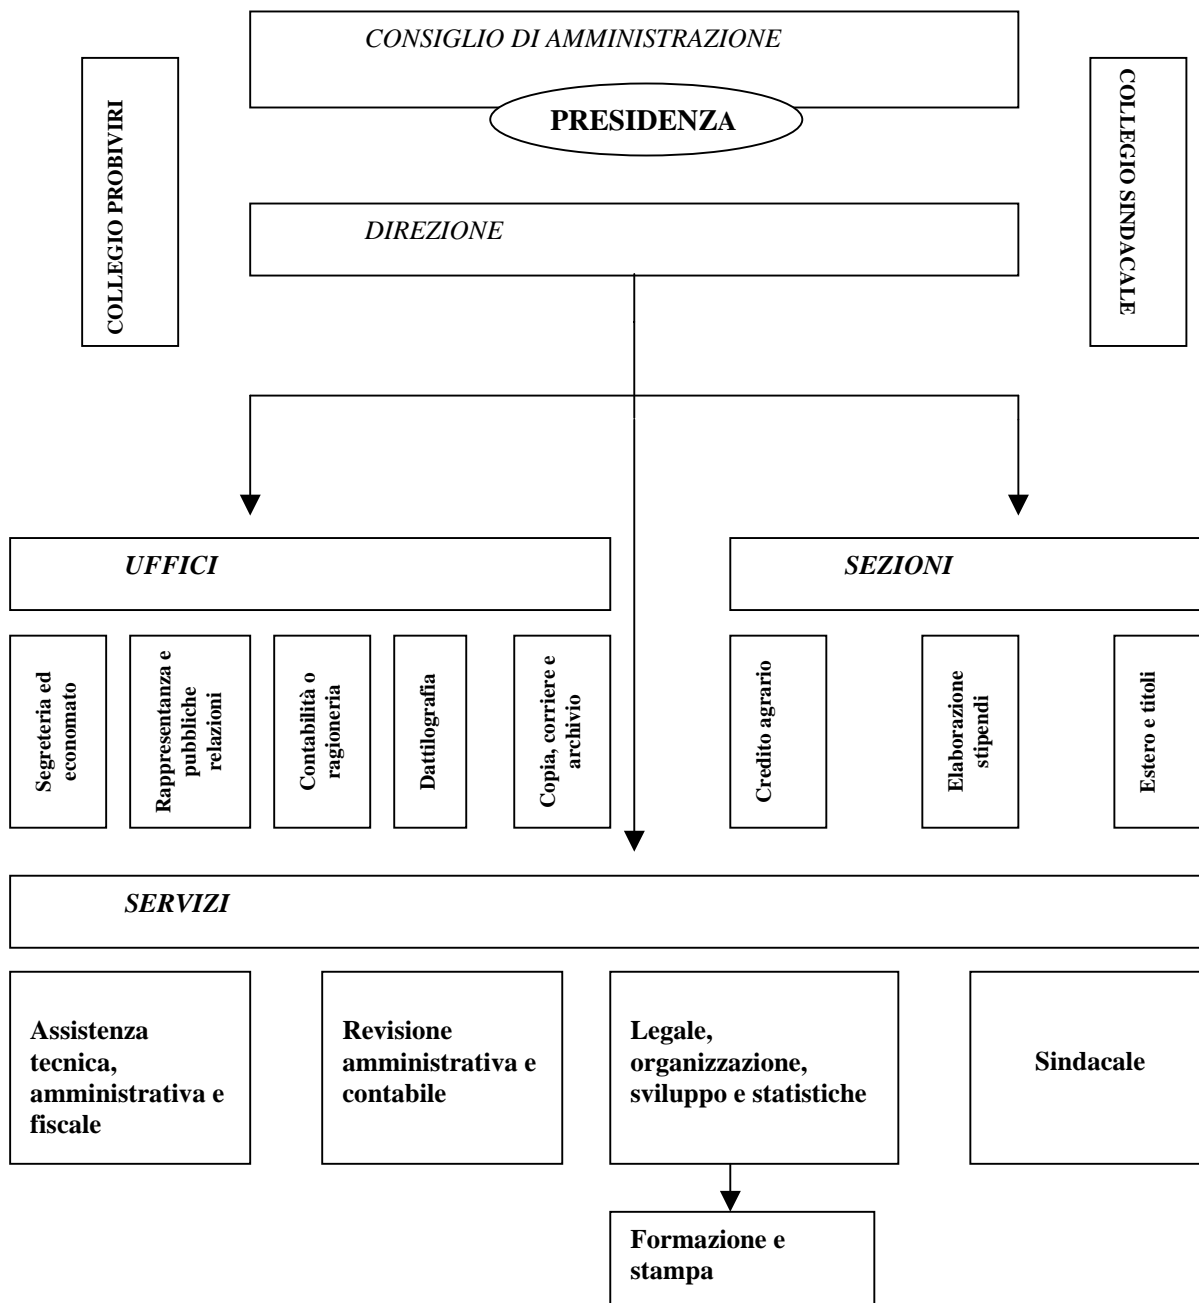 CONSIGLIO DI AMMINISTRAZIONE
PRESIDENZA
COLLEGIO PROBIVIRI
COLLEGIO SINDACALE
DIREZIONE
UFFICI
SEZIONI
Segreteria ed
economato
Rappresentanza e
pubbliche
relazioni
Contabilità o
ragioneria
Dattilografia
Copia, corriere e
archivio
Credito agrario
Elaborazione
stipendi
Estero e titoli
SERVIZI
Assistenza
tecnica,
amministrativa e
fiscale
Revisione
amministrativa e
contabile
Legale,
organizzazione,
sviluppo e statistiche
Sindacale
Formazione e
stampa